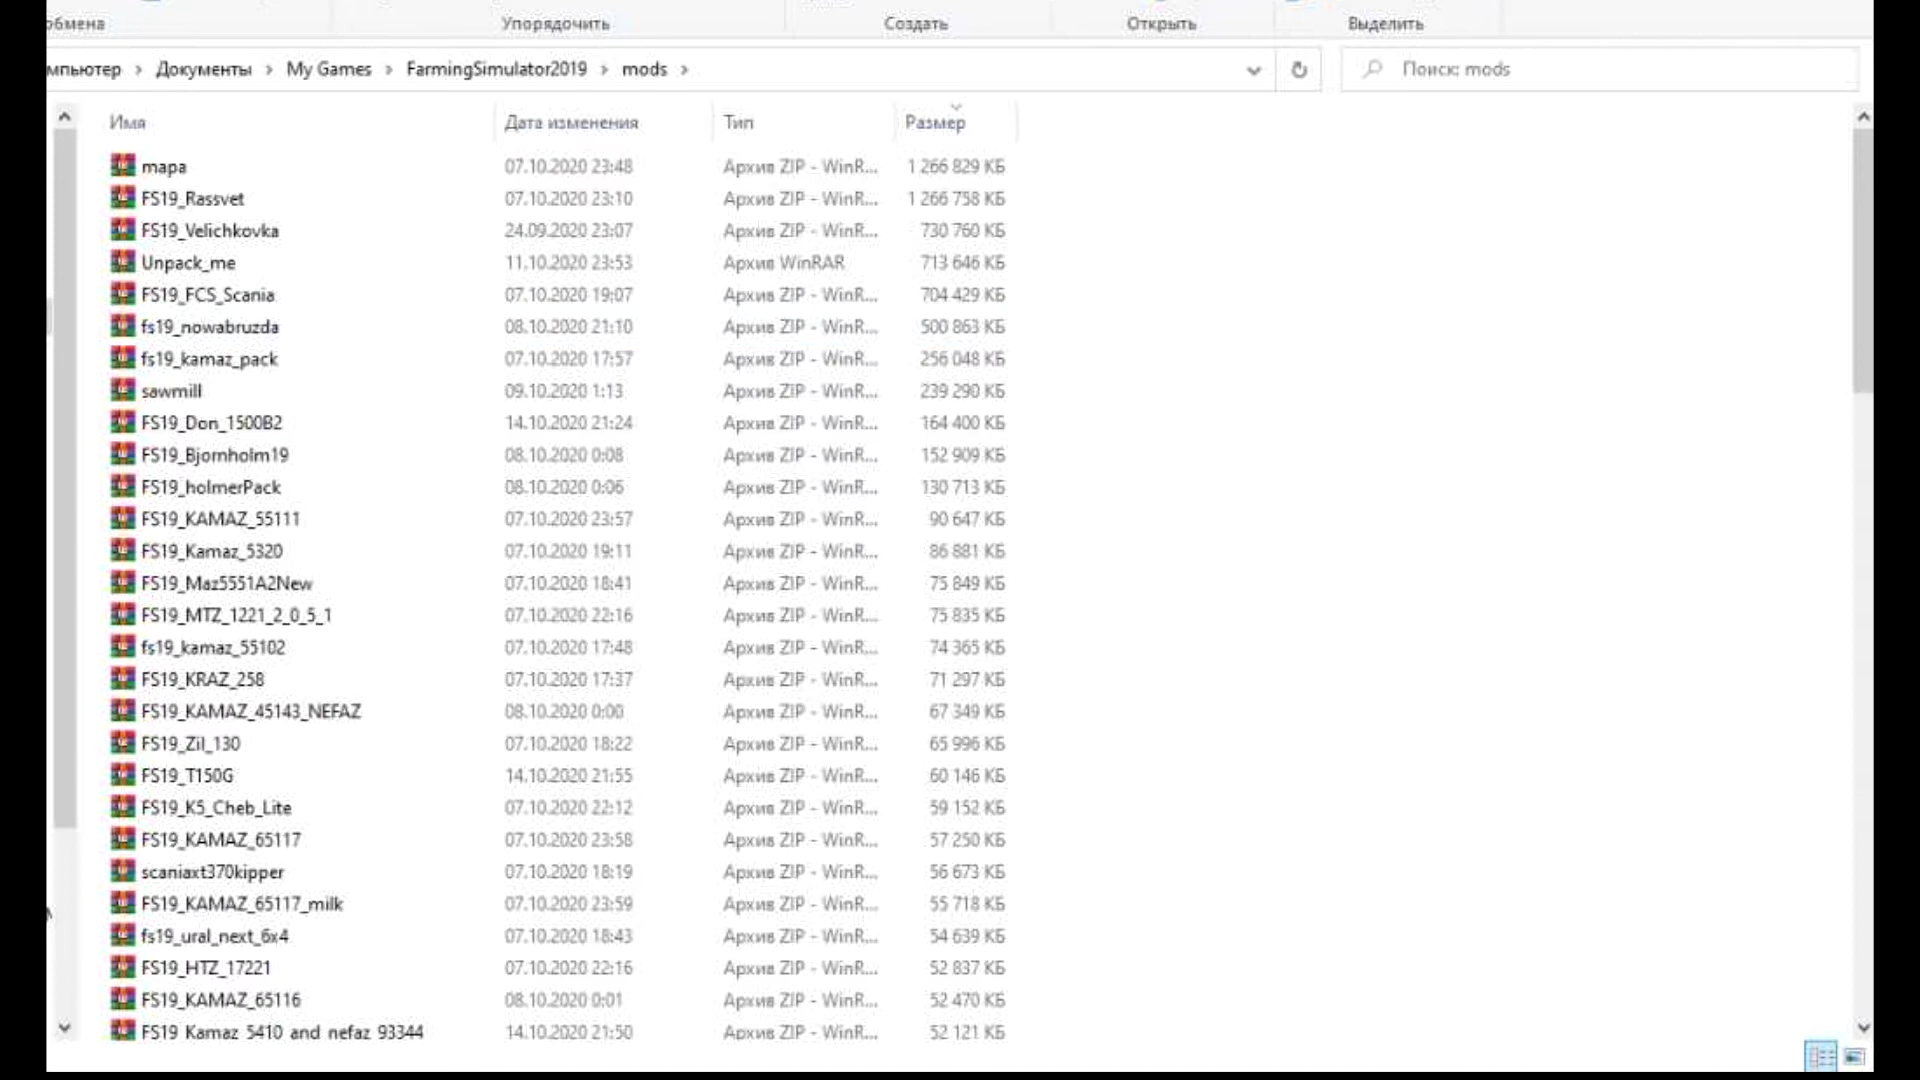 обмена Упорядочить Создать Открыть Выделить
мпьютер > Документы > My Games > FarmingSimulator2019 > mods > Поиск: mods
Имя Дата изменения Тип Размер
mapa 07.10.2020 23:48 Архив ZIP - WinR... 1 266 829 КБ
FS19_Rassvet 07.10.2020 23:10 Архив ZIP - WinR... 1 266 758 КБ
FS19_Velichkovka 24.09.2020 23:07 Архив ZIP - WinR... 730 760 КБ
Unpack_me 11.10.2020 23:53 Архив WinRAR 713 646 КБ
FS19_FCS_Scania 07.10.2020 19:07 Архив ZIP - WinR... 704 429 КБ
fs19_nowabruzda 08.10.2020 21:10 Архив ZIP - WinR... 500 863 КБ
fs19_kamaz_pack 07.10.2020 17:57 Архив ZIP - WinR... 256 048 КБ
sawmill 09.10.2020 1:13 Архив ZIP - WinR... 239 290 КБ
FS19_Don_1500B2 14.10.2020 21:24 Архив ZIP - WinR... 164 400 КБ
FS19_Bjornholm19 08.10.2020 0:08 Архив ZIP - WinR... 152 909 КБ
FS19_holmerPack 08.10.2020 0:06 Архив ZIP - WinR... 130 713 КБ
FS19_KAMAZ_55111 07.10.2020 23:57 Архив ZIP - WinR... 90 647 КБ
FS19_Kamaz_5320 07.10.2020 19:11 Архив ZIP - WinR... 86 881 КБ
FS19_Maz5551A2New 07.10.2020 18:41 Архив ZIP - WinR... 75 849 КБ
FS19_MTZ_1221_2_0_5_1 07.10.2020 22:16 Архив ZIP - WinR... 75 835 КБ
fs19_kamaz_55102 07.10.2020 17:48 Архив ZIP - WinR... 74 365 КБ
FS19_KRAZ_258 07.10.2020 17:37 Архив ZIP - WinR... 71 297 КБ
FS19_KAMAZ_45143_NEFAZ 08.10.2020 0:00 Архив ZIP - WinR... 67 349 КБ
FS19_Zil_130 07.10.2020 18:22 Архив ZIP - WinR... 65 996 КБ
FS19_T150G 14.10.2020 21:55 Архив ZIP - WinR... 60 146 КБ
FS19_K5_Cheb_Lite 07.10.2020 22:12 Архив ZIP - WinR... 59 152 КБ
FS19_KAMAZ_65117 07.10.2020 23:58 Архив ZIP - WinR... 57 250 КБ
scaniaxt370kipper 07.10.2020 18:19 Архив ZIP - WinR... 56 673 КБ
FS19_KAMAZ_65117_milk 07.10.2020 23:59 Архив ZIP - WinR... 55 718 КБ
fs19_ural_next_6x4 07.10.2020 18:43 Архив ZIP - WinR... 54 639 КБ
FS19_HTZ_17221 07.10.2020 22:16 Архив ZIP - WinR... 52 837 КБ
FS19_KAMAZ_65116 08.10.2020 0:01 Архив ZIP - WinR... 52 470 КБ
FS19_Kamaz_5410_and_nefaz_93344 14.10.2020 21:50 Архив ZIP - WinR... 52 121 КБ